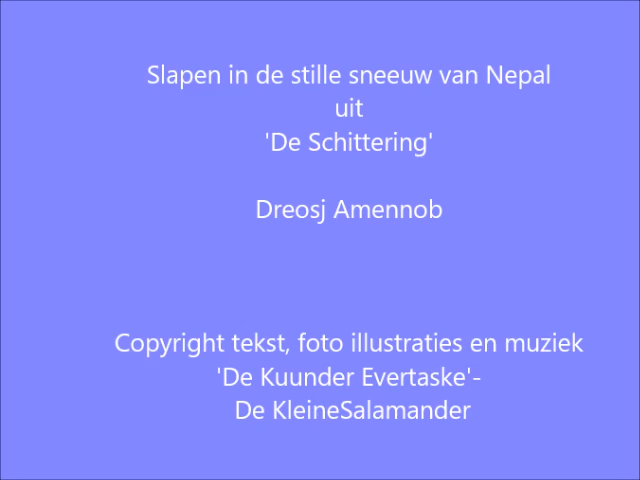 Slapen in de stille sneeuw van Nepal
uit
'De Schittering'
Dreosj Amennob
Copyright tekst, foto illustraties en muziek
'De Kuunder Evertaske'-
De KleineSalamander